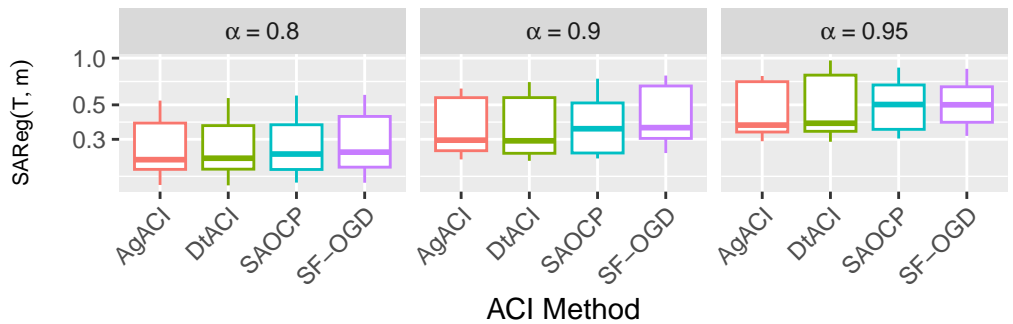 α = 0.8
α = 0.9
α = 0.95
SAReg(T, m)
1.0
0.5
0.3
AgACI
DtACI
SAOCP
SF−OGD
AgACI
DtACI
SAOCP
SF−OGD
AgACI
DtACI
SAOCP
SF−OGD
ACI Method